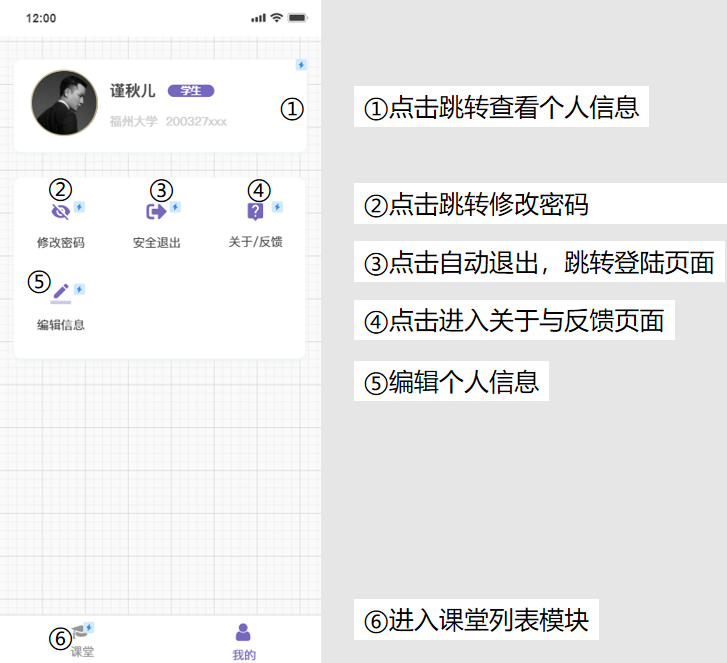 12:00
谨秋儿 学生
福州大学 200327xxx
①
①点击跳转查看个人信息
② ③ ④
修改密码 安全退出 关于/反馈
②点击跳转修改密码
③点击自动退出，跳转登陆页面
⑤
编辑信息
④点击进入关于与反馈页面
⑤编辑个人信息
⑥
课堂 我的
⑥进入课堂列表模块